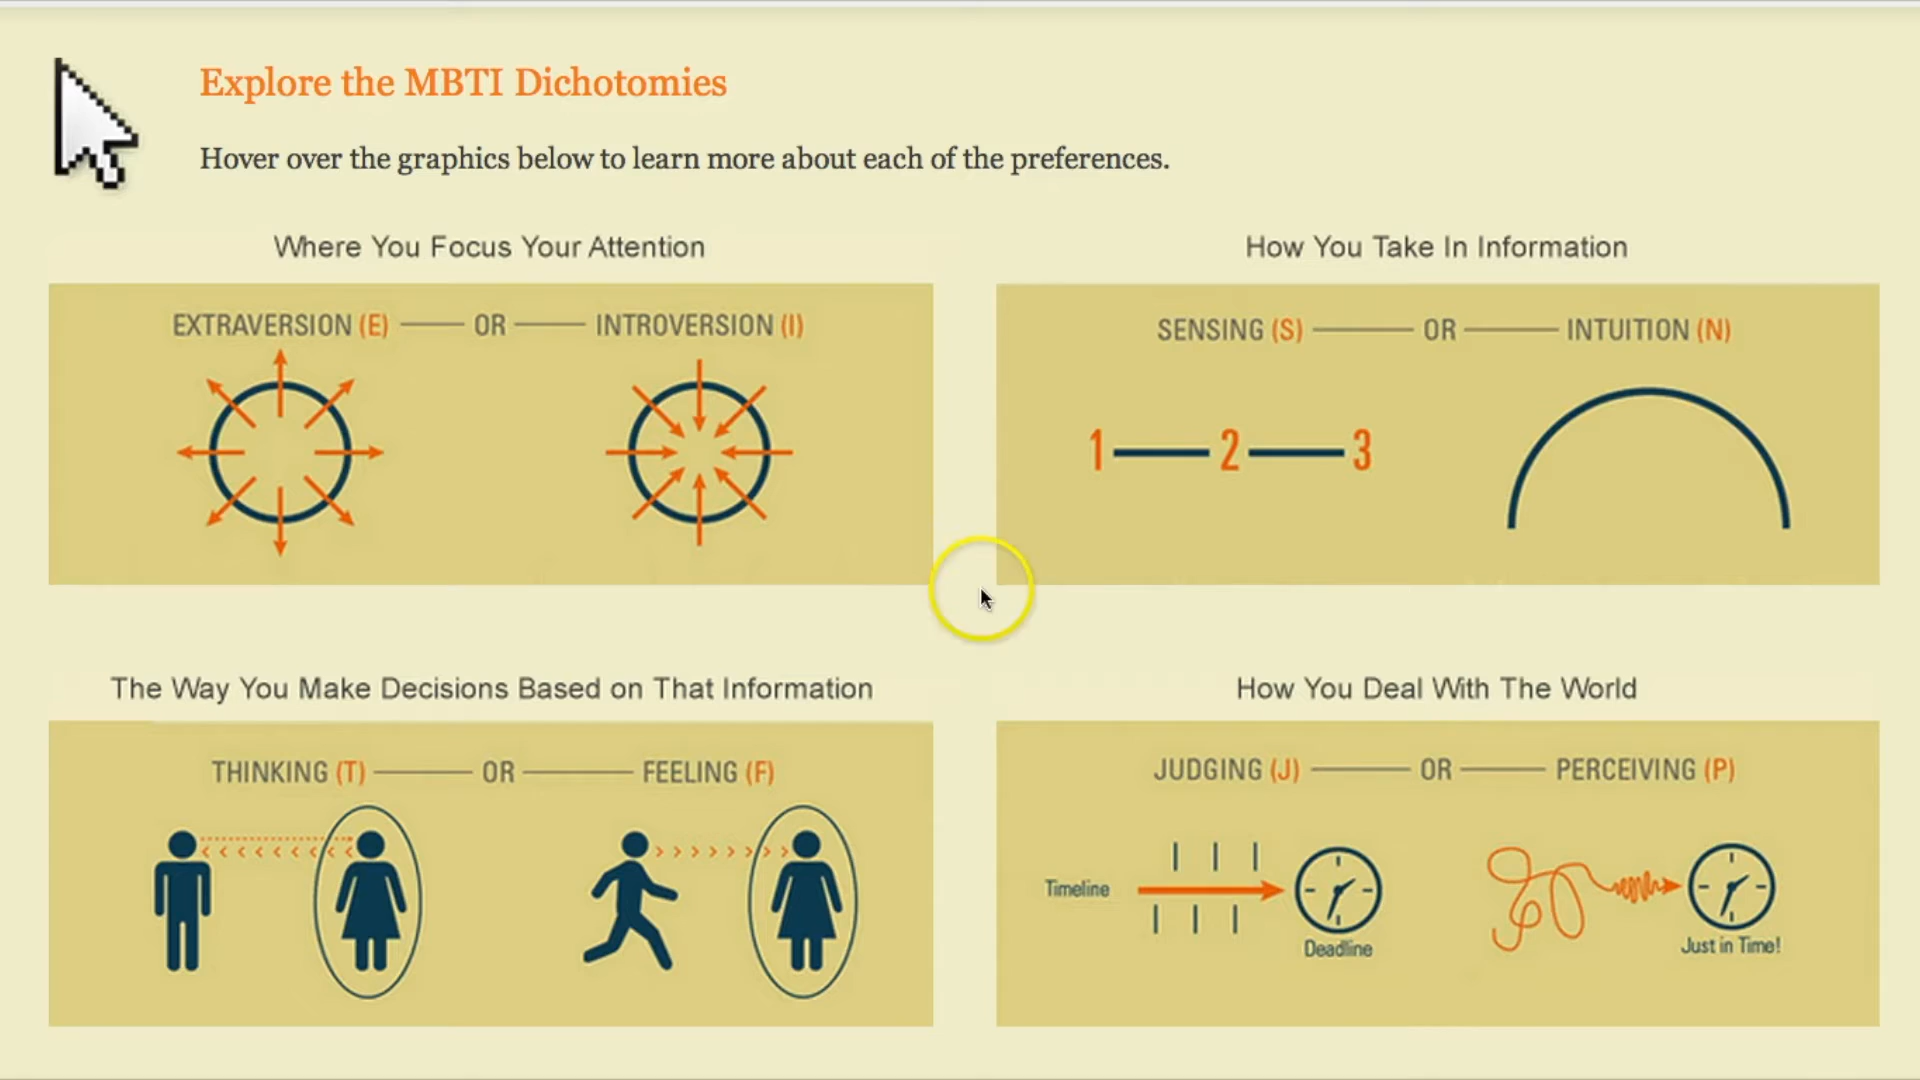 Explore the MBTI Dichotomies
Hover over the graphics below to learn more about each of the preferences.
Where You Focus Your Attention
EXTRAVERSION (E) OR INTROVERSION (I)
How You Take In Information
SENSING (S) OR INTUITION (N)
1 2 3
The Way You Make Decisions Based on That Information
THINKING (T) OR FEELING (F)
How You Deal With The World
JUDGING (J) OR PERCEIVING (P)
Timeline
Deadline
Just in Time!